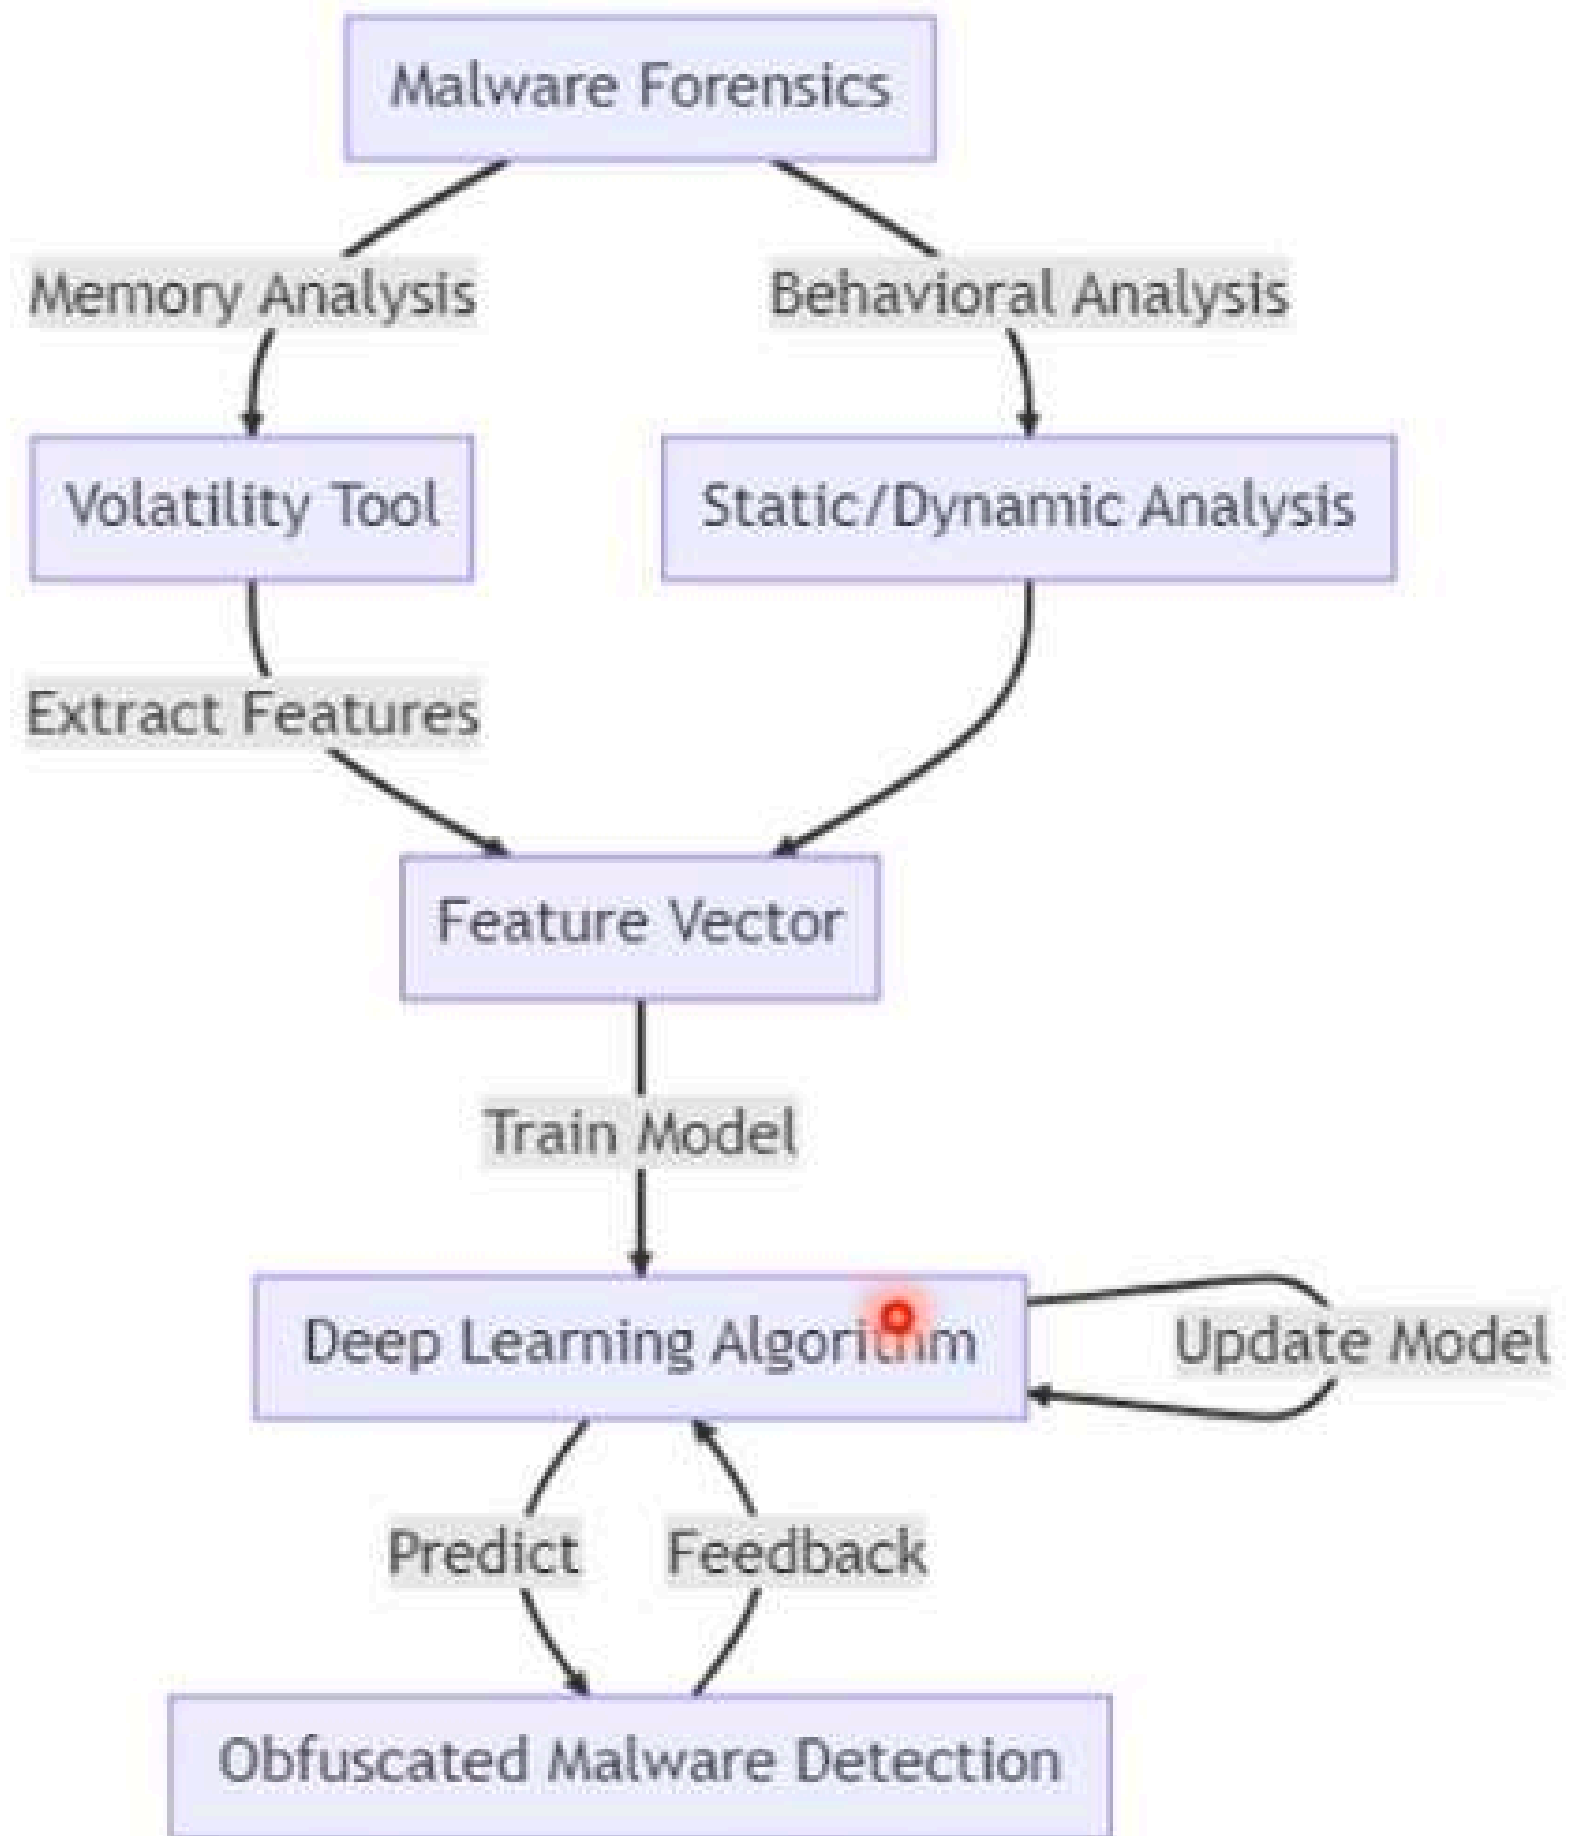 Malware Forensics
Memory Analysis
Behavioral Analysis
Volatility Tool
Static/Dynamic Analysis
Extract Features
Feature Vector
Train Model
Deep Learning Algorithm
Update Model
Predict
Feedback
Obfuscated Malware Detection